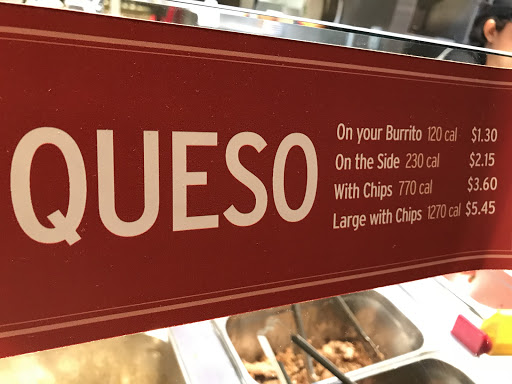 QUESO
On your Burrito 120 cal $1.30
On the Side 230 cal $2.15
With Chips 770 cal $3.60
Large with Chips 1270 cal $5.45